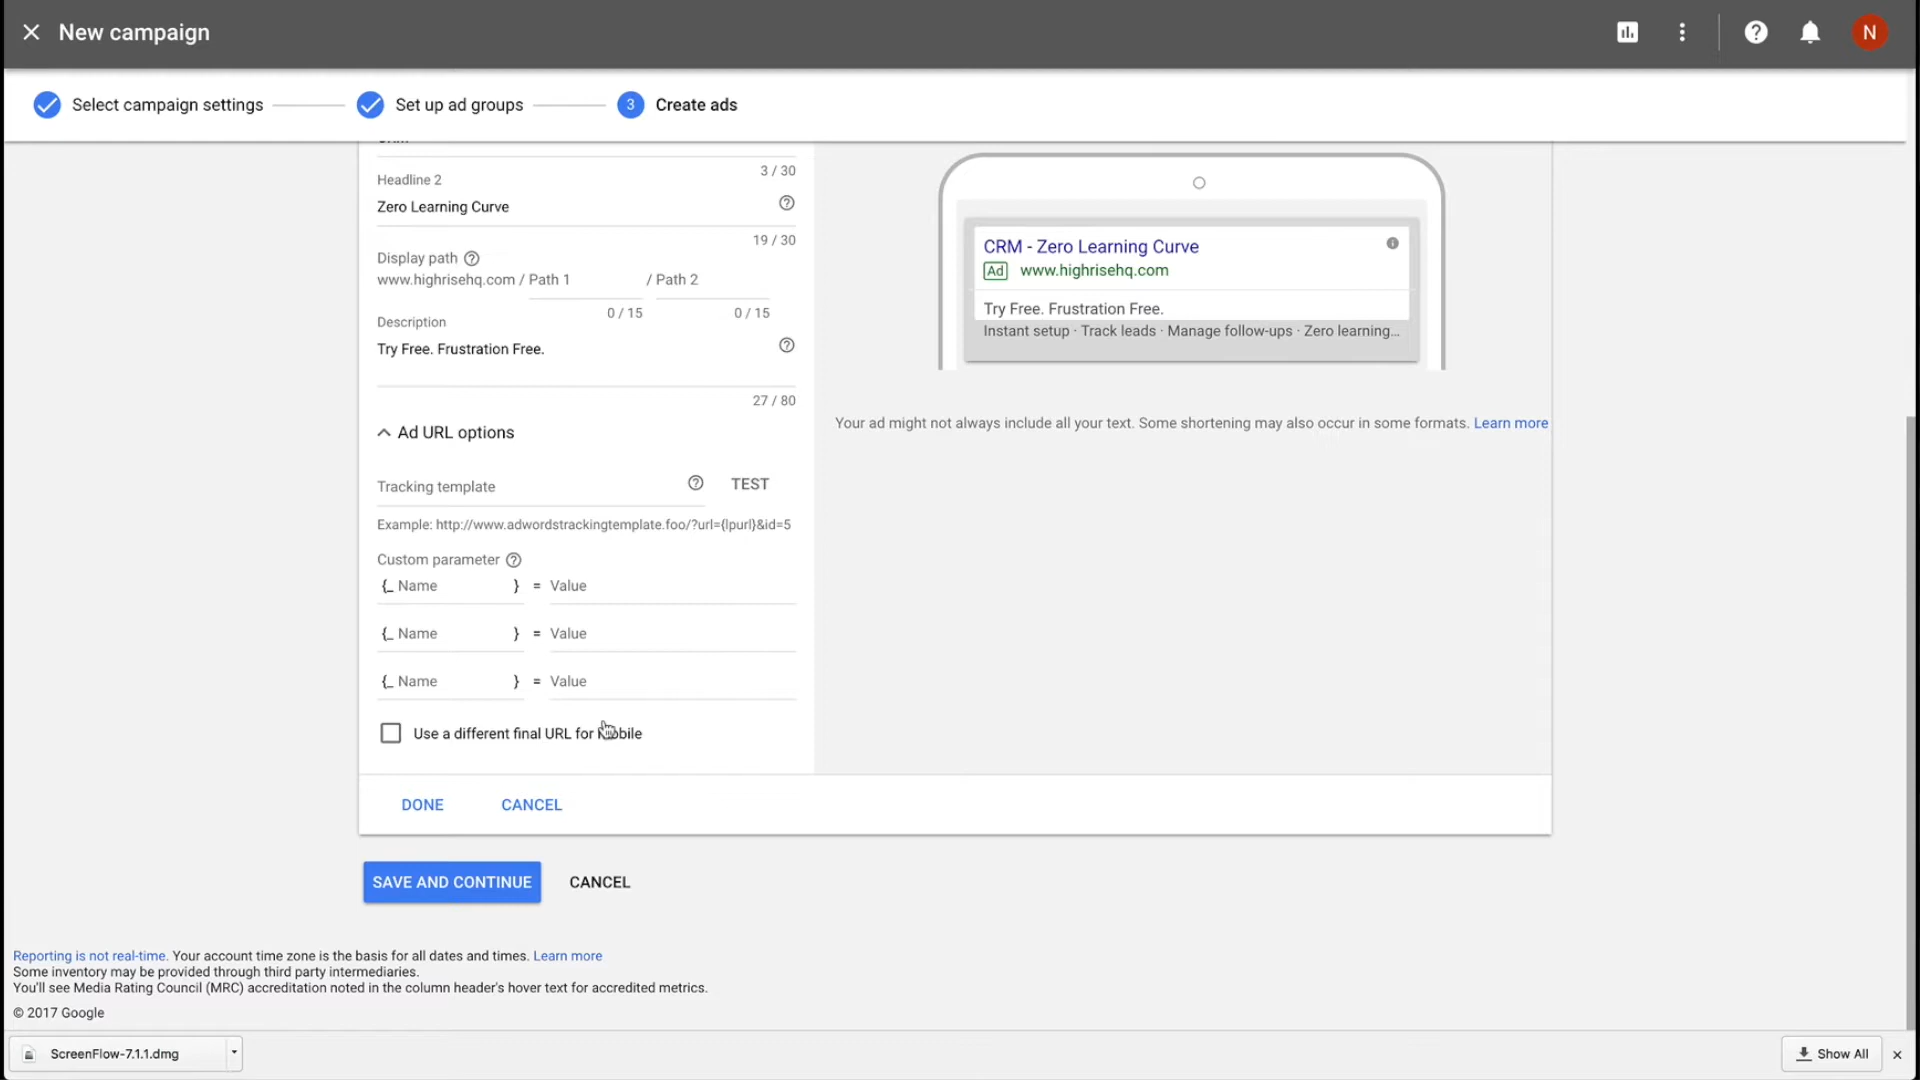 New campaign
N
Select campaign settings
Set up ad groups
3 Create ads
3 / 30
Headline 2
Zero Learning Curve
19 / 30
Display path
www.highrisehq.com / Path 1 / Path 2
0 / 15 0 / 15
Description
Try Free. Frustration Free.
27 / 80
Ad URL options
Tracking template TEST
Example: http://www.adwordstrackingtemplate.foo/?url={lpurl}&id=5
Custom parameter
{_ Name } = Value
{_ Name } = Value
{_ Name } = Value
Use a different final URL for mobile
DONE CANCEL
CRM - Zero Learning Curve
Ad www.highrisehq.com
Try Free. Frustration Free.
Instant setup · Track leads · Manage follow-ups · Zero learning...
Your ad might not always include all your text. Some shortening may also occur in some formats. Learn more
SAVE AND CONTINUE CANCEL
Reporting is not real-time. Your account time zone is the basis for all dates and times. Learn more
Some inventory may be provided through third party intermediaries.
You'll see Media Rating Council (MRC) accreditation noted in the column header's hover text for accredited metrics.
© 2017 Google
ScreenFlow-7.1.1.dmg
Show All